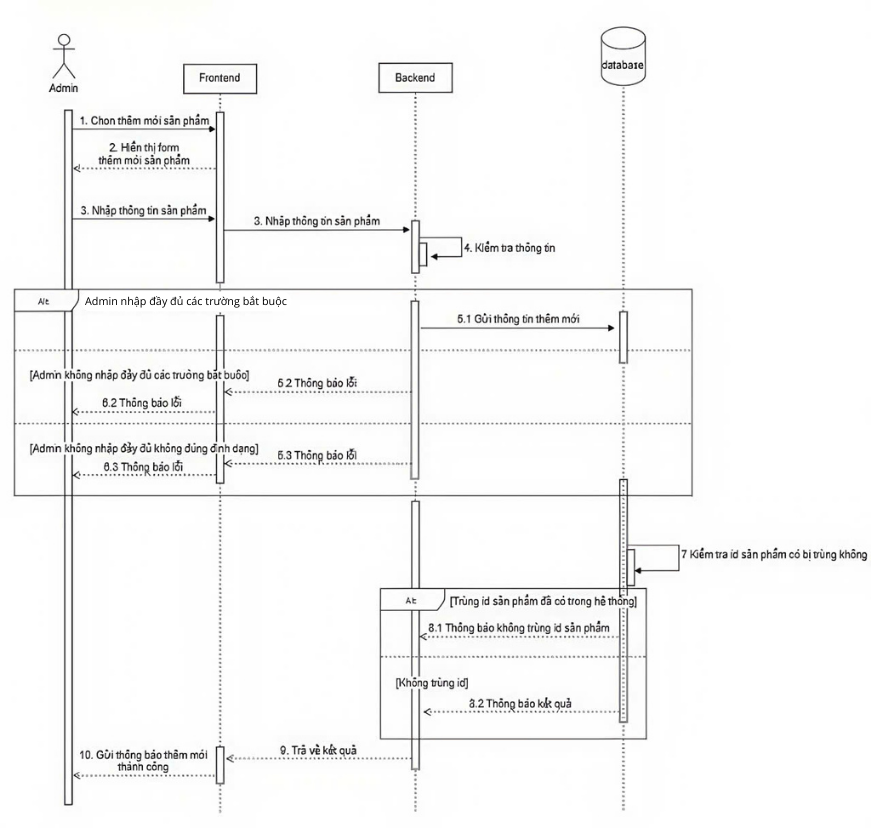 database
Frontend
Backend
Admin
1. Chon thêm mới sản phẩm
2. Hiển thị form
thêm mới sản phẩm
3. Nhập thông tin sản phẩm
3. Nhập thông tin sản phẩm
4. Kiểm tra thông tin
Alt
Admin nhập đầy đủ các trường bắt buộc
5.1 Gửi thông tin thêm mới
[Admin không nhập đầy đủ các trường bắt buộc]
5.2 Thông báo lỗi
6.2 Thông báo lỗi
[Admin không nhập đầy đủ không đúng định dạng]
5.3 Thông báo lỗi
6.3 Thông báo lỗi
7 Kiểm tra id sản phẩm có bị trùng không
Alt
[Trùng id sản phẩm đã có trong hệ thống]
8.1 Thông báo không trùng id sản phẩm
[Không trùng id]
8.2 Thông báo kết quả
9. Trả về kết quả
10. Gửi thông báo thêm mới
thành công